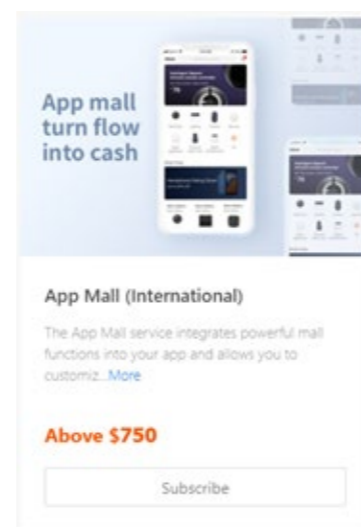 App mall
turn flow
into cash
App Mall (International)
The App Mall service integrates powerful mall
functions into your app and allows you to
customiz...More
Above $750
Subscribe